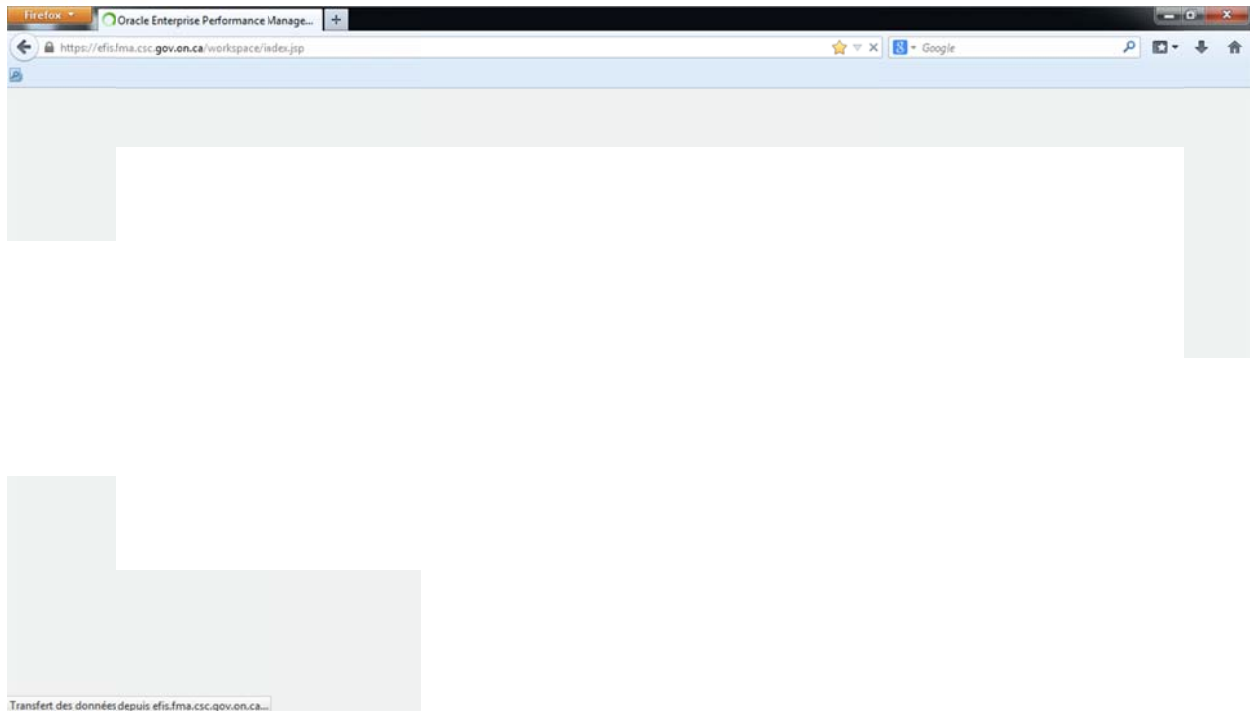 Firefox
Oracle Enterprise Performance Manage...
https://efis.fma.csc.gov.on.ca/workspace/index.jsp
Google
Transfert des données depuis efis.fma.csc.gov.on.ca...